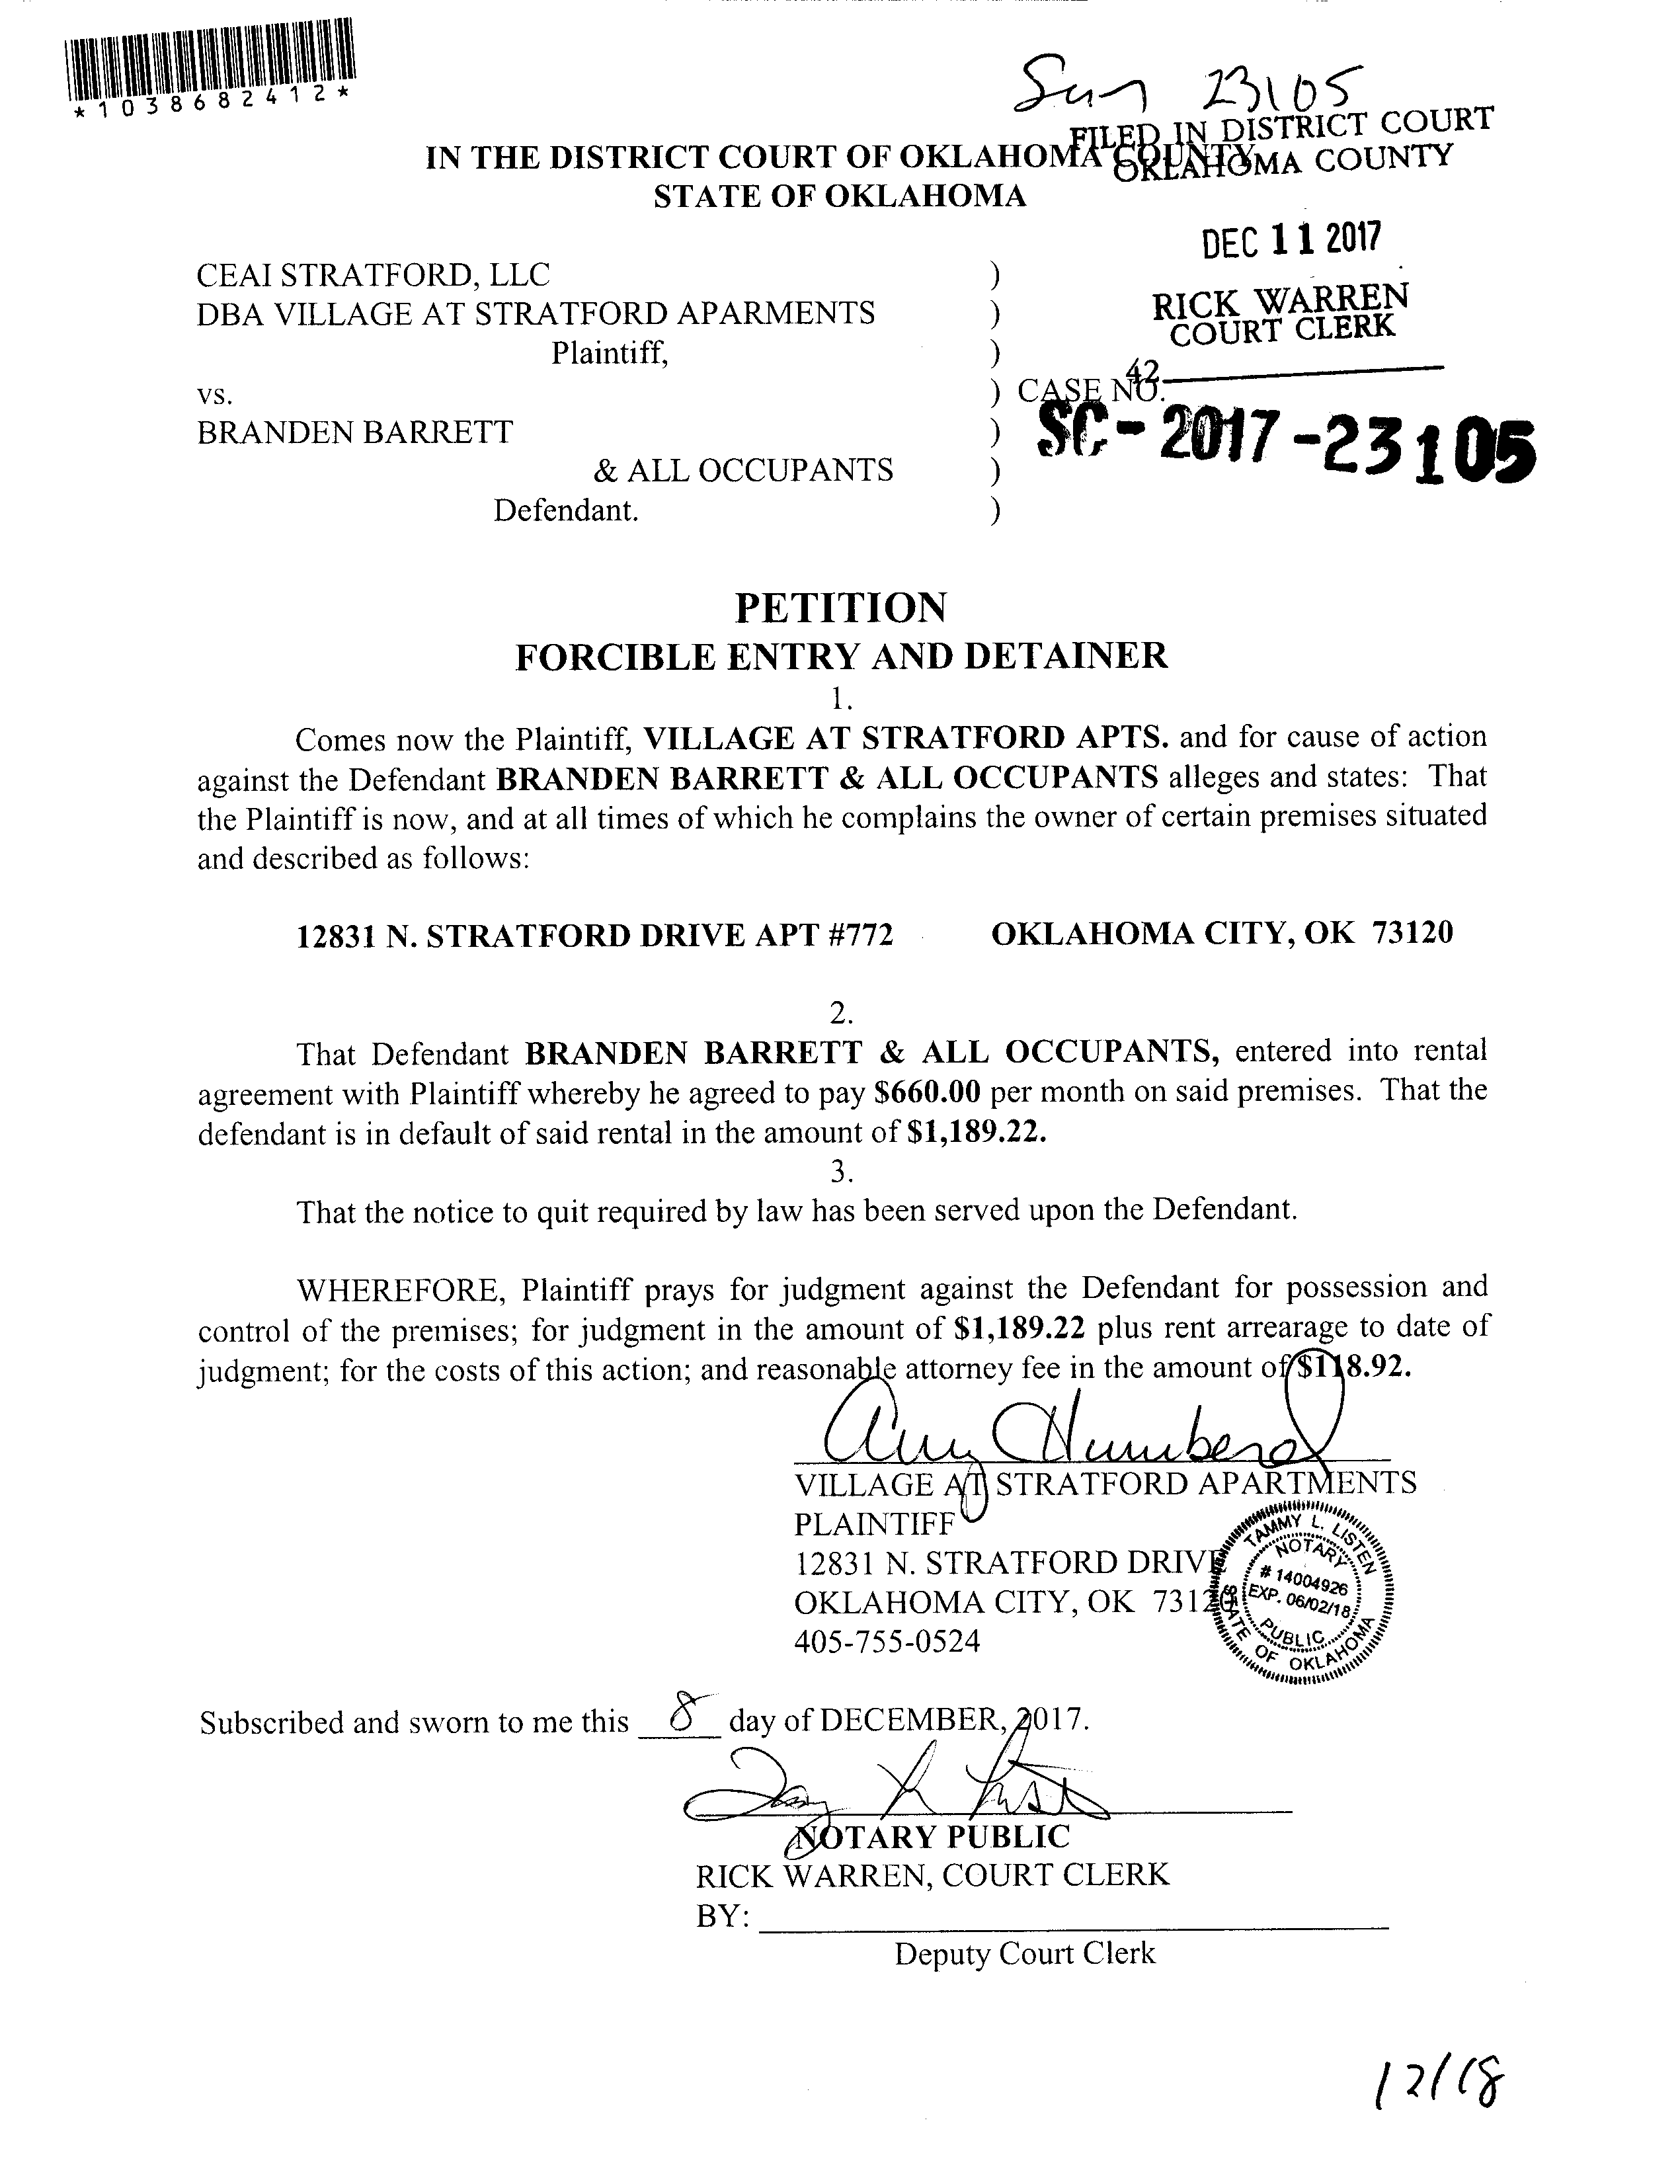 *1038682412*
Sun 23105
FILED IN DISTRICT COURT
OKLAHOMA COUNTY
IN THE DISTRICT COURT OF OKLAHOMA COUNTY
STATE OF OKLAHOMA
DEC 11 2017
RICK WARREN
COURT CLERK
42
CEAI STRATFORD, LLC )
DBA VILLAGE AT STRATFORD APARMENTS )
Plaintiff, )
vs. ) CASE NO.
SC-2017-23105
BRANDEN BARRETT )
& ALL OCCUPANTS )
Defendant. )
PETITION
FORCIBLE ENTRY AND DETAINER
1.
Comes now the Plaintiff, VILLAGE AT STRATFORD APTS. and for cause of action
against the Defendant BRANDEN BARRETT & ALL OCCUPANTS alleges and states: That
the Plaintiff is now, and at all times of which he complains the owner of certain premises situated
and described as follows:
12831 N. STRATFORD DRIVE APT #772 OKLAHOMA CITY, OK 73120
2.
That Defendant BRANDEN BARRETT & ALL OCCUPANTS, entered into rental
agreement with Plaintiff whereby he agreed to pay $660.00 per month on said premises. That the
defendant is in default of said rental in the amount of $1,189.22.
3.
That the notice to quit required by law has been served upon the Defendant.
WHEREFORE, Plaintiff prays for judgment against the Defendant for possession and
control of the premises; for judgment in the amount of $1,189.22 plus rent arrearage to date of
judgment; for the costs of this action; and reasonable attorney fee in the amount of $118.92.
Amy Humberd
VILLAGE AT STRATFORD APARTMENTS
PLAINTIFF
12831 N. STRATFORD DRIVE
OKLAHOMA CITY, OK 73120
405-755-0524
TAMMY L. LISTEN
NOTARY
# 14004926
EXP. 06/02/18
PUBLIC
STATE OF OKLAHOMA
Subscribed and sworn to me this 8 day of DECEMBER, 2017.
NOTARY PUBLIC
RICK WARREN, COURT CLERK
BY:
Deputy Court Clerk
12/18